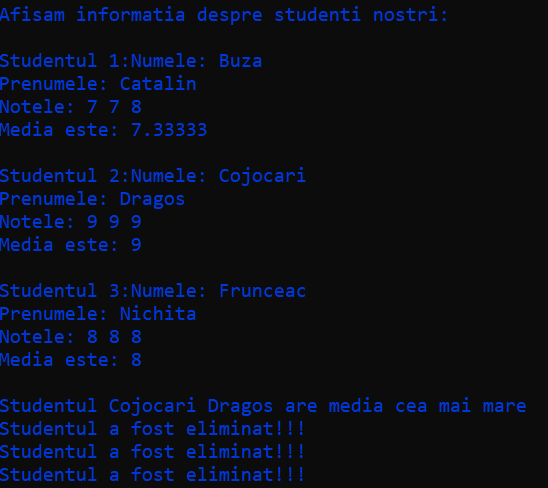 Afisam informatia despre studenti nostri:
Studentul 1:Numele: Buza
Prenumele: Catalin
Notele: 7 7 8
Media este: 7.33333
Studentul 2:Numele: Cojocari
Prenumele: Dragos
Notele: 9 9 9
Media este: 9
Studentul 3:Numele: Frunceac
Prenumele: Nichita
Notele: 8 8 8
Media este: 8
Studentul Cojocari Dragos are media cea mai mare
Studentul a fost eliminat!!!
Studentul a fost eliminat!!!
Studentul a fost eliminat!!!